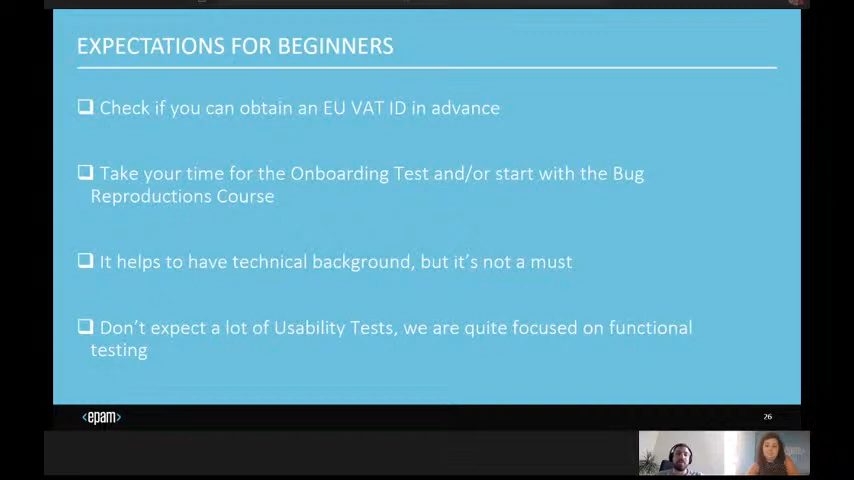 EXPECTATIONS FOR BEGINNERS
❑ Check if you can obtain an EU VAT ID in advance
❑ Take your time for the Onboarding Test and/or start with the Bug
Reproductions Course
❑ It helps to have technical background, but it's not a must
❑ Don't expect a lot of Usability Tests, we are quite focused on functional
testing
<epam>
26